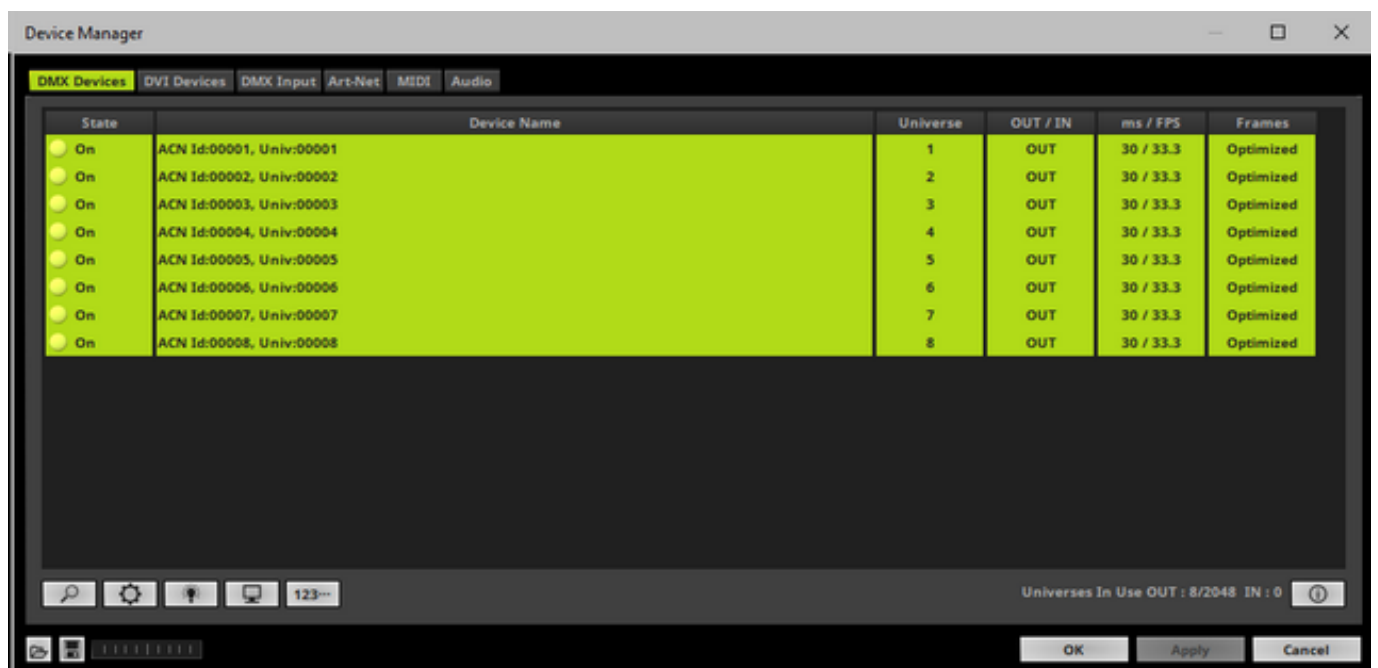 Device Manager
DMX Devices DVI Devices DMX Input Art-Net MIDI Audio
State Device Name Universe OUT / IN ms / FPS Frames
On ACN Id:00001, Univ:00001 1 OUT 30 / 33.3 Optimized
On ACN Id:00002, Univ:00002 2 OUT 30 / 33.3 Optimized
On ACN Id:00003, Univ:00003 3 OUT 30 / 33.3 Optimized
On ACN Id:00004, Univ:00004 4 OUT 30 / 33.3 Optimized
On ACN Id:00005, Univ:00005 5 OUT 30 / 33.3 Optimized
On ACN Id:00006, Univ:00006 6 OUT 30 / 33.3 Optimized
On ACN Id:00007, Univ:00007 7 OUT 30 / 33.3 Optimized
On ACN Id:00008, Univ:00008 8 OUT 30 / 33.3 Optimized
123... Universes In Use OUT : 8/2048 IN : 0
OK Apply Cancel